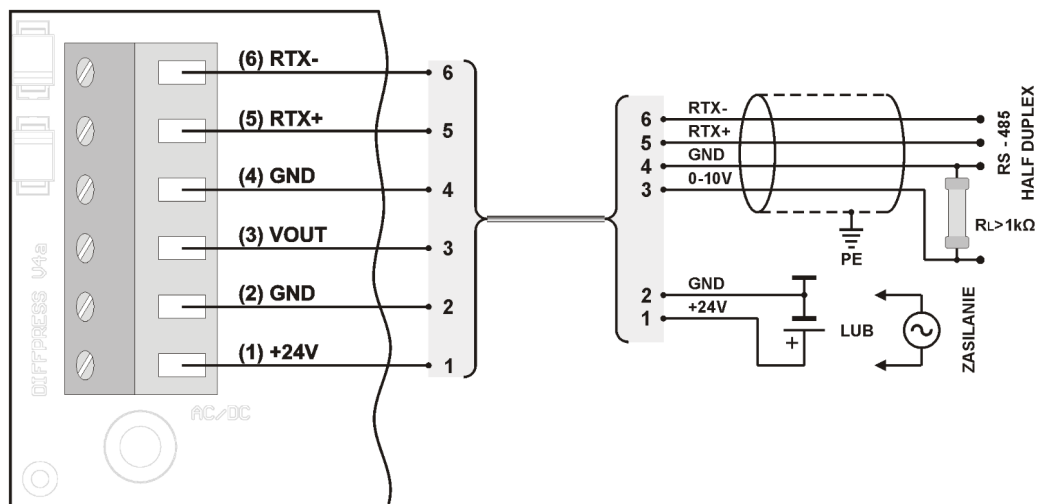 (6) RTX-
(5) RTX+
(4) GND
(3) VOUT
(2) GND
(1) +24V
DIFFPRESS V4a
AC/DC
6
5
4
3
2
1
6 RTX-
5 RTX+
4 GND
3 0-10V
2 GND
1 +24V
PE
RL>1kΩ
RS - 485
HALF DUPLEX
+
LUB
ZASILANIE